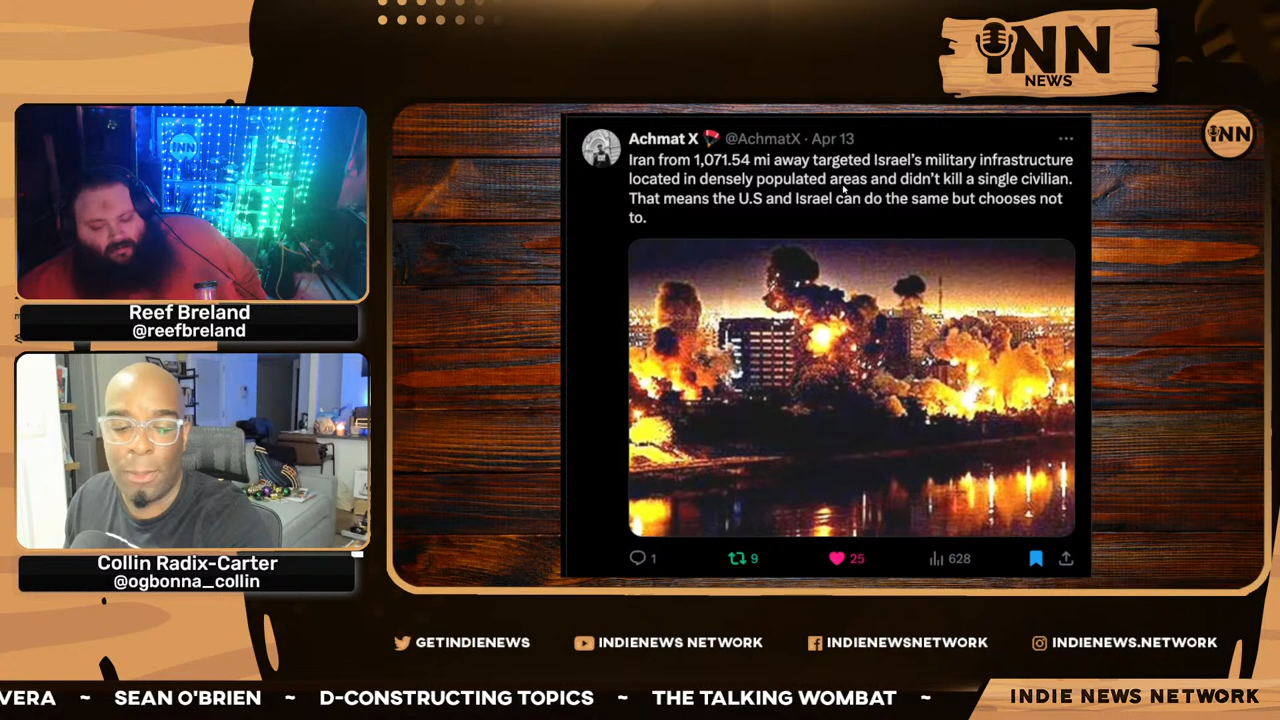 INN
NEWS
INN
INN
Achmat X @AchmatX · Apr 13
Iran from 1,071.54 mi away targeted Israel's military infrastructure
located in densely populated areas and didn't kill a single civilian.
That means the U.S and Israel can do the same but chooses not
to.
1 9 25 628
Reef Breland
@reefbreland
Collin Radix-Carter
@ogbonna_collin
GETINDIENEWS INDIENEWS NETWORK INDIENEWSNETWORK INDIENEWS.NETWORK
VERA ~ SEAN O'BRIEN ~ D-CONSTRUCTING TOPICS ~ THE TALKING WOMBAT ~ INDIE NEWS NETWORK